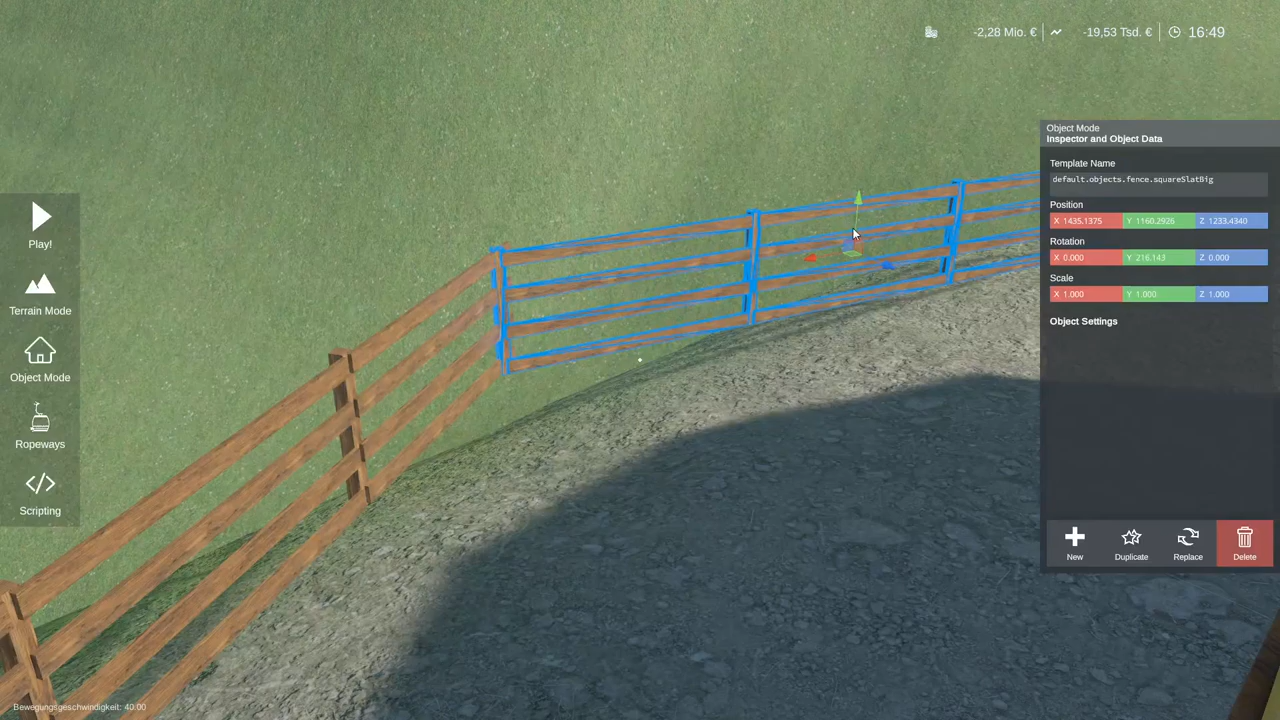 -2,28 Mio. € -19,53 Tsd. € 16:49
Object Mode
Inspector and Object Data
Template Name
default.objects.fence.squareSlatBig
Position
X 1435.1375 Y 1160.2926 Z 1233.4340
Rotation
X 0.000 Y 216.143 Z 0.000
Scale
X 1.000 Y 1.000 Z 1.000
Object Settings
New Duplicate Replace Delete
Play!
Terrain Mode
Object Mode
Ropeways
Scripting
Bewegungsgeschwindigkeit: 40.00